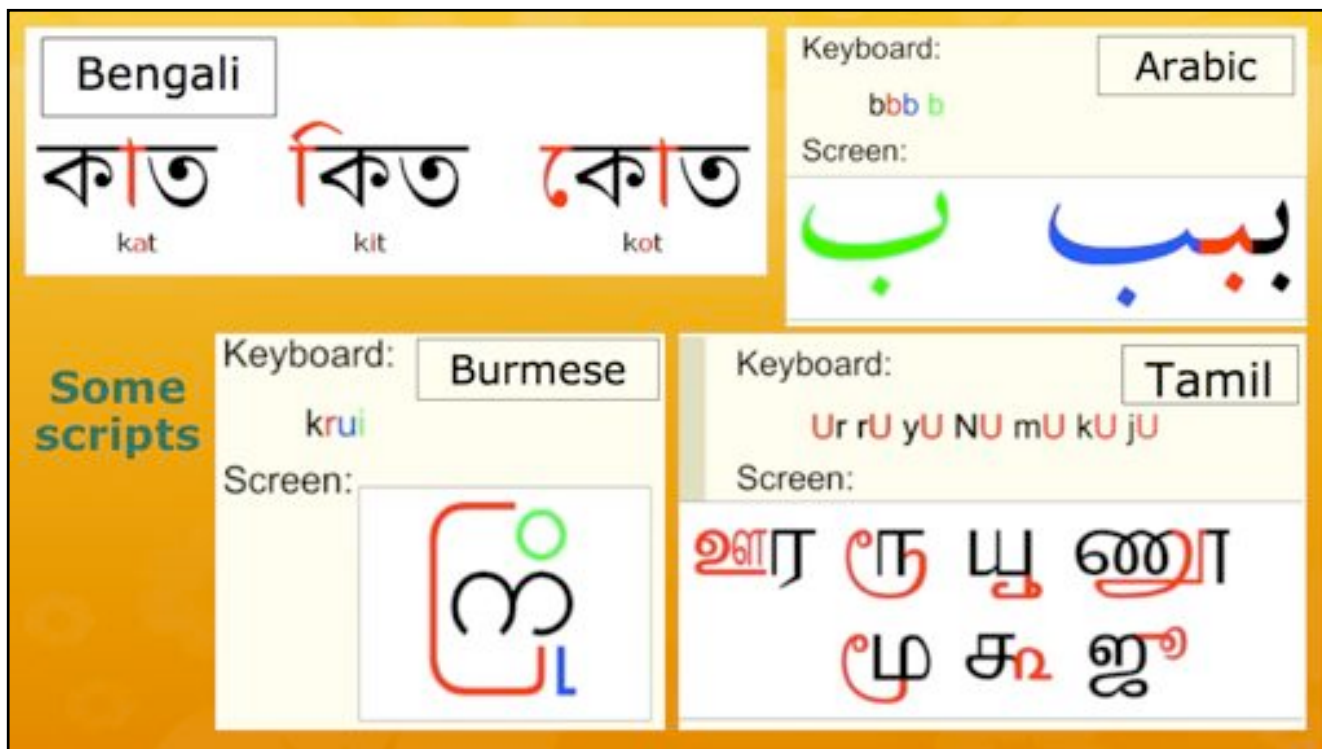 Bengali
কাত কিত কোত
kat kit kot
Keyboard:
Arabic
bbb b
Screen:
ببب ب
Some
scripts
Keyboard:
Burmese
krui
Screen:
ကြို
Keyboard:
Tamil
Ur rU yU NU mU kU jU
Screen:
ஊர ரூ யூ ணூ
மூ கூ ஜூ